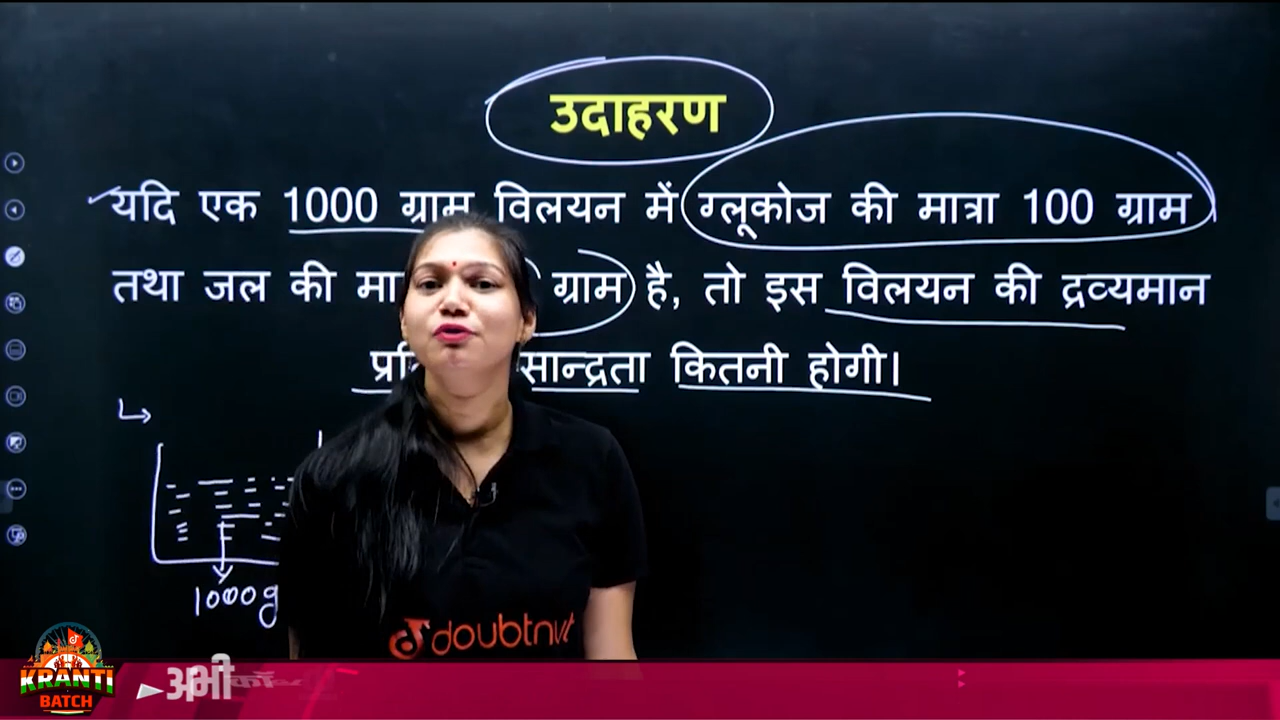 उदाहरण
यदि एक 1000 ग्राम विलयन में ग्लूकोज की मात्रा 100 ग्राम
तथा जल की ग्राम है, तो इस विलयन की द्रव्यमान
सान्द्रता कितनी होगी।
1000g
doubtnut
KRANTI
BATCH
अभी